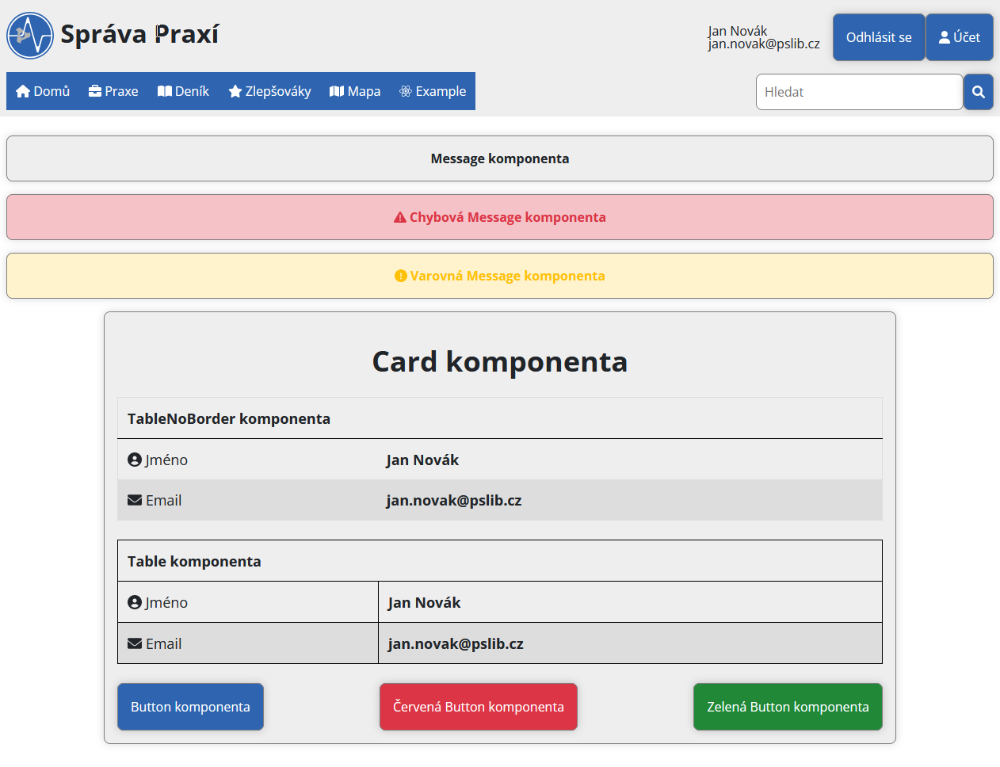 Správa Praxí
Jan Novák
jan.novak@pslib.cz
Odhlásit se
Účet
Domů
Praxe
Deník
Zlepšováky
Mapa
Example
Hledat
Message komponenta
Chybová Message komponenta
Varovná Message komponenta
Card komponenta
TableNoBorder komponenta
Jméno Jan Novák
Email jan.novak@pslib.cz
Table komponenta
Jméno Jan Novák
Email jan.novak@pslib.cz
Button komponenta
Červená Button komponenta
Zelená Button komponenta